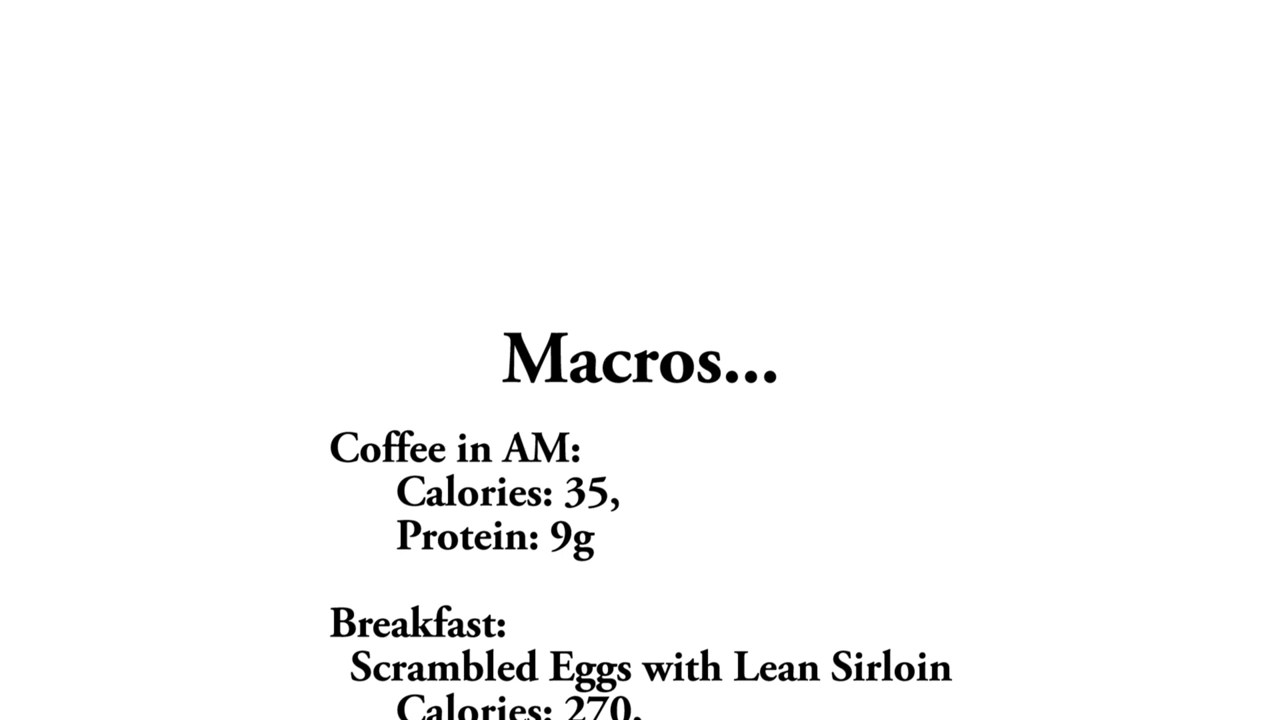 Macros...
Coffee in AM:
Calories: 35,
Protein: 9g
Breakfast:
Scrambled Eggs with Lean Sirloin
Calories: 270,